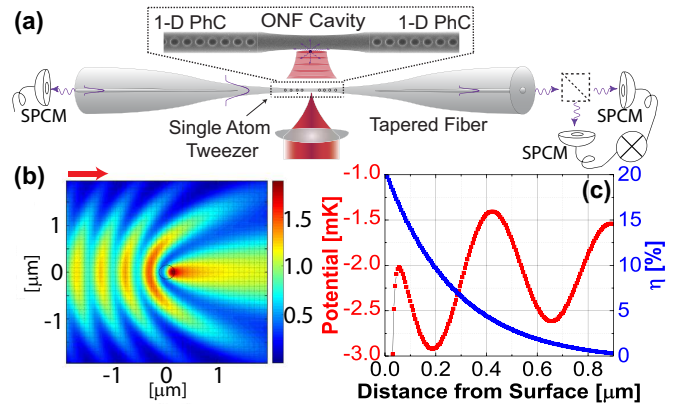 (a)
1-D PhC ONF Cavity 1-D PhC
SPCM
Single Atom
Tweezer
Tapered Fiber
SPCM
SPCM
(b)
[μm]
1
0
-1
-1 0 1
[μm]
1.5
1.0
0.5
(c)
Potential [mK]
-1.0
-1.5
-2.0
-2.5
-3.0
0.0 0.2 0.4 0.6 0.8
Distance from Surface [μm]
20
15
10
5
0
η [%]